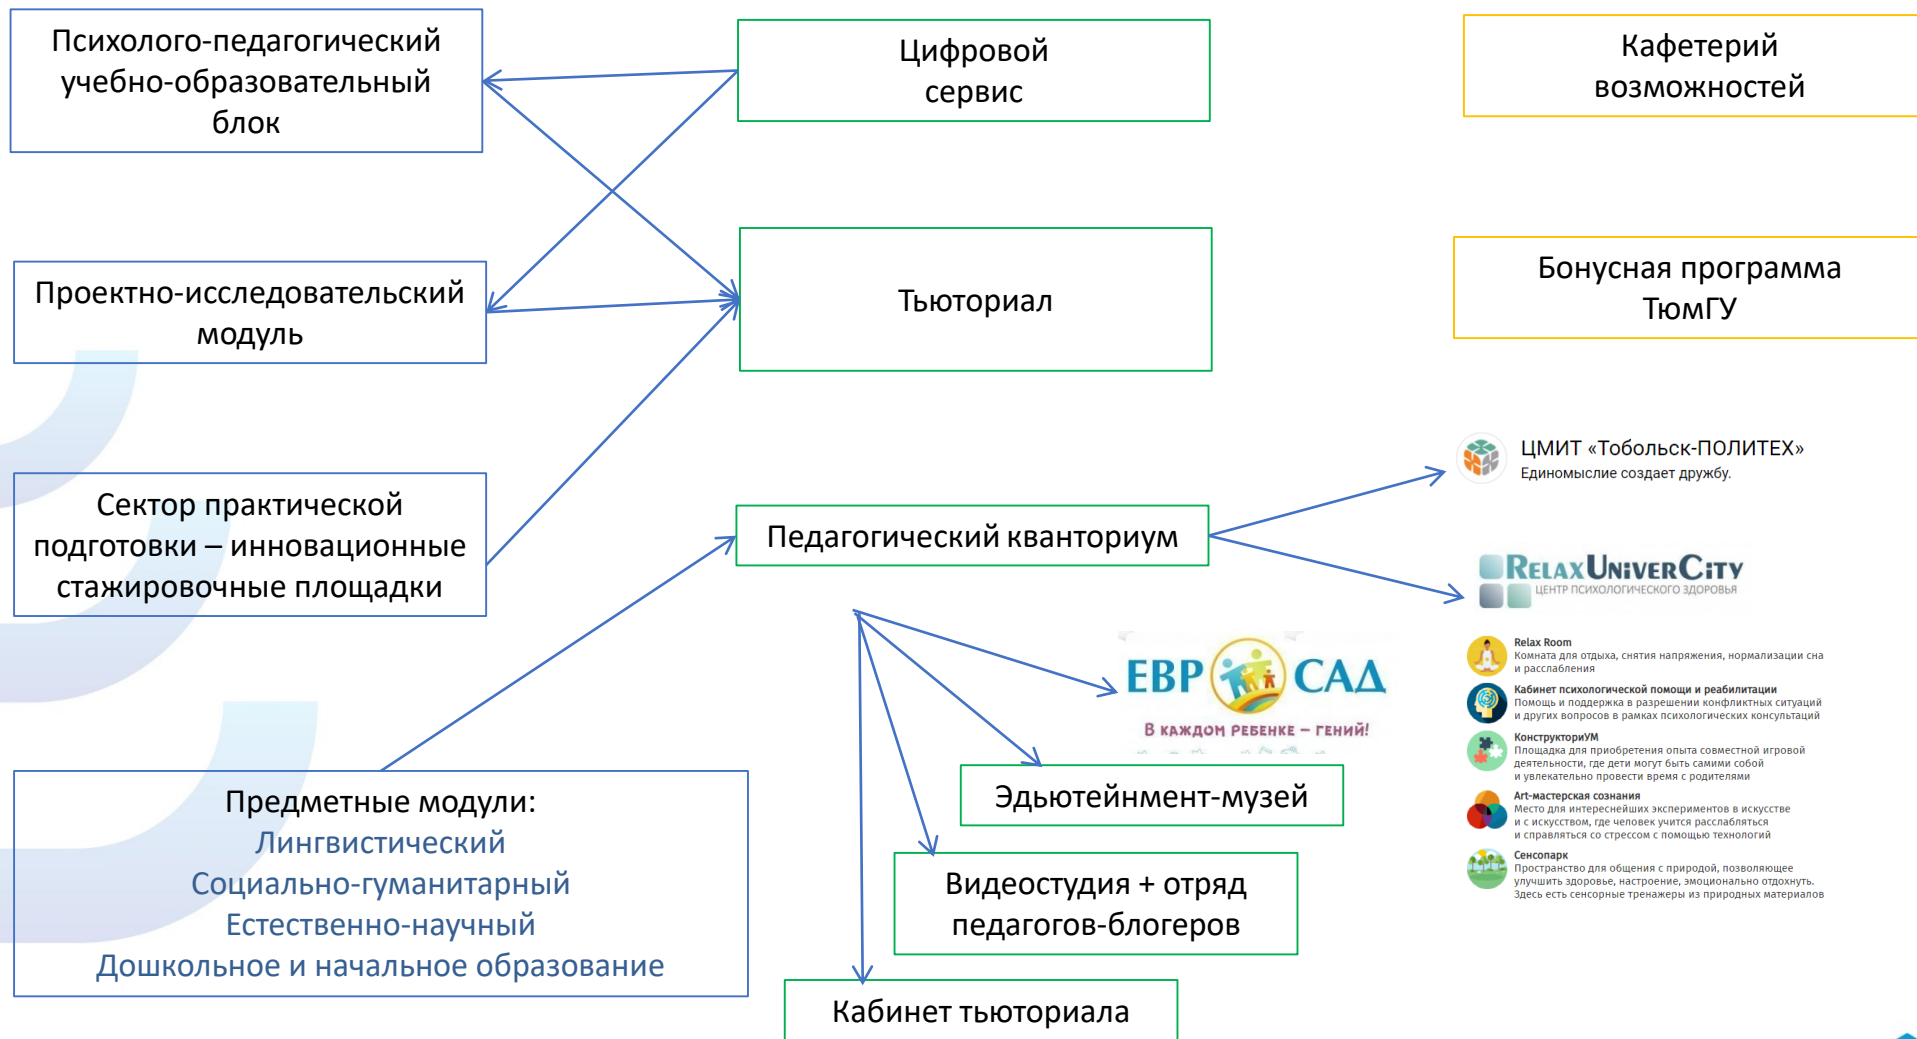 Психолого-педагогический
учебно-образовательный
блок
Цифровой
сервис
Кафетерий
возможностей
Проектно-исследовательский
модуль
Тьюториал
Бонусная программа
ТюмГУ
Сектор практической
подготовки – инновационные
стажировочные площадки
Педагогический кванториум
ЦМИТ «Тобольск-ПОЛИТЕХ»
Единомыслие создает дружбу.
RELAXUNIVERCITY
ЦЕНТР ПСИХОЛОГИЧЕСКОГО ЗДОРОВЬЯ
Relax Room
Комната для отдыха, снятия напряжения, нормализации сна
и расслабления
Кабинет психологической помощи и реабилитации
Помощь и поддержка в разрешении конфликтных ситуаций
и других вопросов в рамках психологических консультаций
КонструкториУМ
Площадка для приобретения опыта совместной игровой
деятельности, где дети могут быть самими собой
и увлекательно провести время с родителями
Art-мастерская сознания
Место для интереснейших экспериментов в искусстве
и с искусством, где человек учится расслабляться
и справляться со стрессом с помощью технологий
Сенсопарк
Пространство для общения с природой, позволяющее
улучшить здоровье, настроение, эмоционально отдохнуть.
Здесь есть сенсорные тренажеры из природных материалов
ЕВР САД
В КАЖДОМ РЕБЕНКЕ – ГЕНИЙ!
Предметные модули:
Лингвистический
Социально-гуманитарный
Естественно-научный
Дошкольное и начальное образование
Эдьютейнмент-музей
Видеостудия + отряд
педагогов-блогеров
Кабинет тьюториала